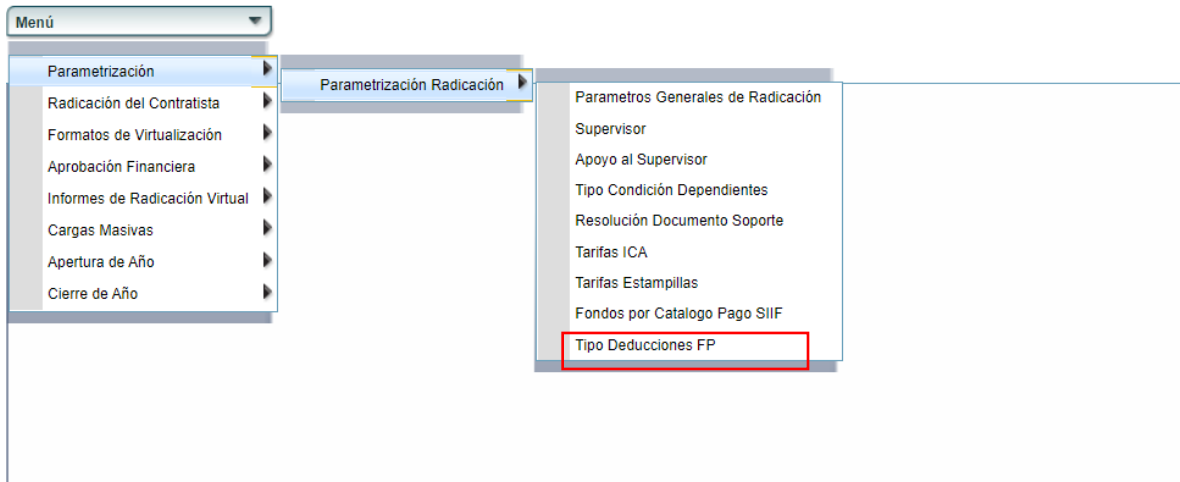 Menú
Parametrización
Radicación del Contratista
Formatos de Virtualización
Aprobación Financiera
Informes de Radicación Virtual
Cargas Masivas
Apertura de Año
Cierre de Año
Parametrización Radicación
Parametros Generales de Radicación
Supervisor
Apoyo al Supervisor
Tipo Condición Dependientes
Resolución Documento Soporte
Tarifas ICA
Tarifas Estampillas
Fondos por Catalogo Pago SIIF
Tipo Deducciones FP